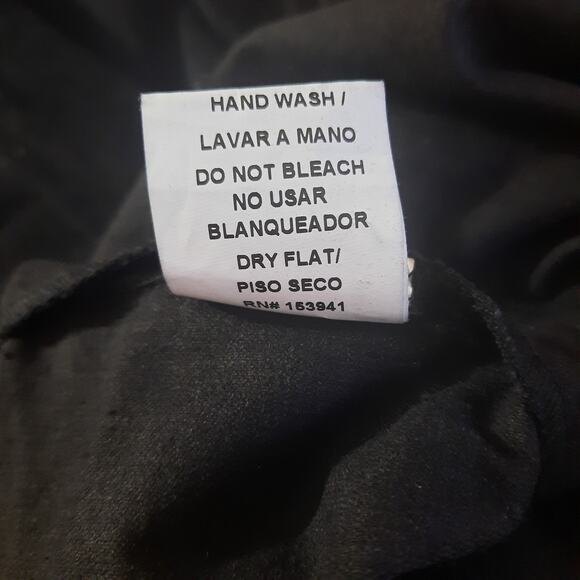 HAND WASH /
LAVAR A MANO
DO NOT BLEACH
NO USAR
BLANQUEADOR
DRY FLAT/
PISO SECO
RN# 153941